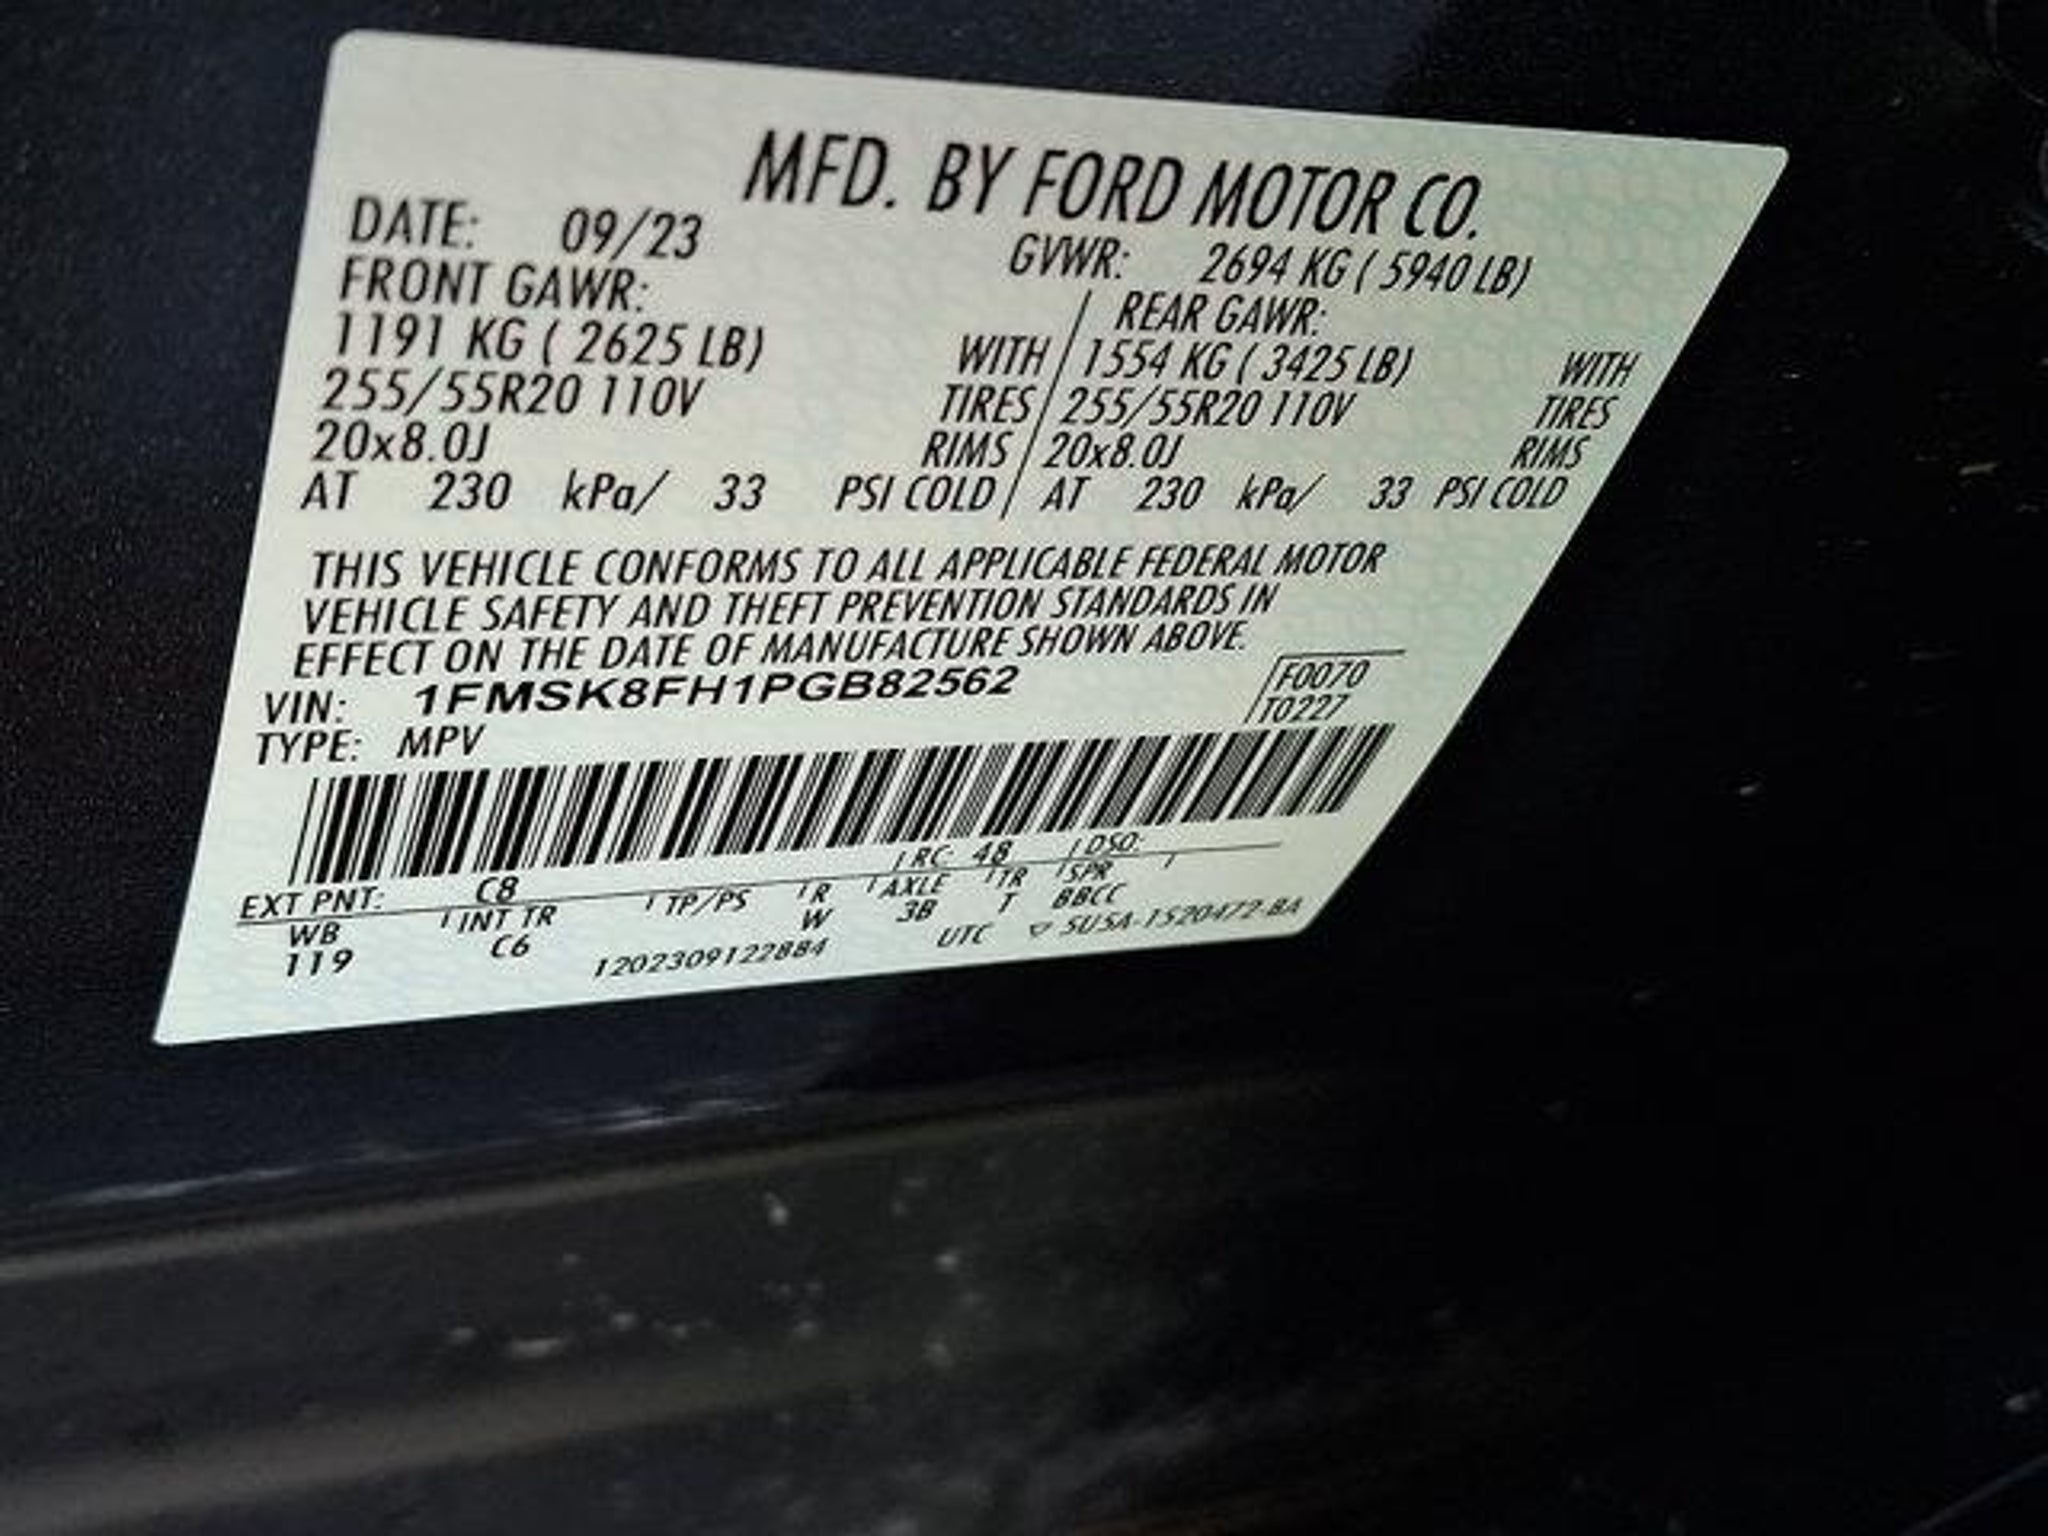 MFD. BY FORD MOTOR CO.
DATE: 09/23
GVWR: 2694 KG ( 5940 LB)
FRONT GAWR:
REAR GAWR:
1191 KG ( 2625 LB) WITH
1554 KG ( 3425 LB) WITH
255/55R20 110V TIRES
255/55R20 110V TIRES
20x8.0J RIMS
20x8.0J RIMS
AT 230 kPa/ 33 PSI COLD
AT 230 kPa/ 33 PSI COLD
THIS VEHICLE CONFORMS TO ALL APPLICABLE FEDERAL MOTOR
VEHICLE SAFETY AND THEFT PREVENTION STANDARDS IN
EFFECT ON THE DATE OF MANUFACTURE SHOWN ABOVE.
VIN: 1FMSK8FH1PGB82562
F0070
T0227
TYPE: MPV
EXT PNT: C8 RC: 48 DSO:
WB INT TR TP/PS R AXLE TR SPR
119 C6 W 3B T BBCC
1202309122884 UTC 5U5A-1520472-BA